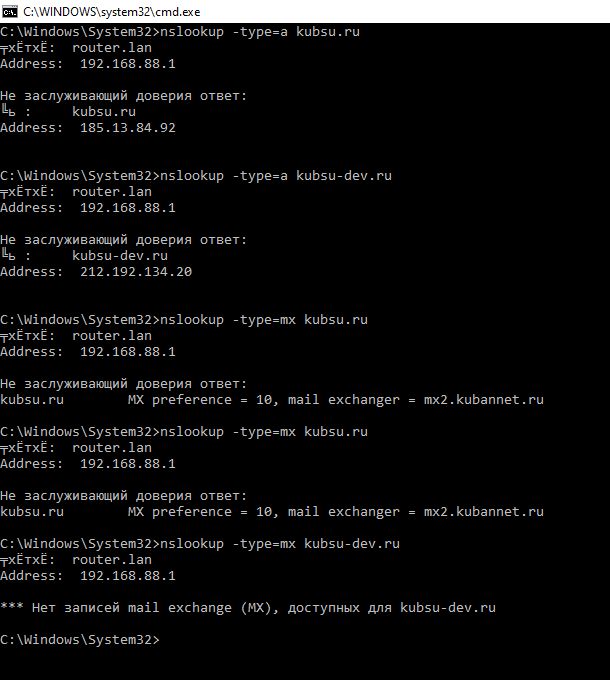 C:\WINDOWS\system32\cmd.exe
C:\Windows\System32>nslookup -type=a kubsu.ru
╤хЁтхЁ:  router.lan
Address:  192.168.88.1
Не заслуживающий доверия ответ:
╚ь :     kubsu.ru
Address:  185.13.84.92
C:\Windows\System32>nslookup -type=a kubsu-dev.ru
╤хЁтхЁ:  router.lan
Address:  192.168.88.1
Не заслуживающий доверия ответ:
╚ь :     kubsu-dev.ru
Address:  212.192.134.20
C:\Windows\System32>nslookup -type=mx kubsu.ru
╤хЁтхЁ:  router.lan
Address:  192.168.88.1
Не заслуживающий доверия ответ:
kubsu.ru        MX preference = 10, mail exchanger = mx2.kubannet.ru
C:\Windows\System32>nslookup -type=mx kubsu.ru
╤хЁтхЁ:  router.lan
Address:  192.168.88.1
Не заслуживающий доверия ответ:
kubsu.ru        MX preference = 10, mail exchanger = mx2.kubannet.ru
C:\Windows\System32>nslookup -type=mx kubsu-dev.ru
╤хЁтхЁ:  router.lan
Address:  192.168.88.1
*** Нет записей mail exchange (MX), доступных для kubsu-dev.ru
C:\Windows\System32>